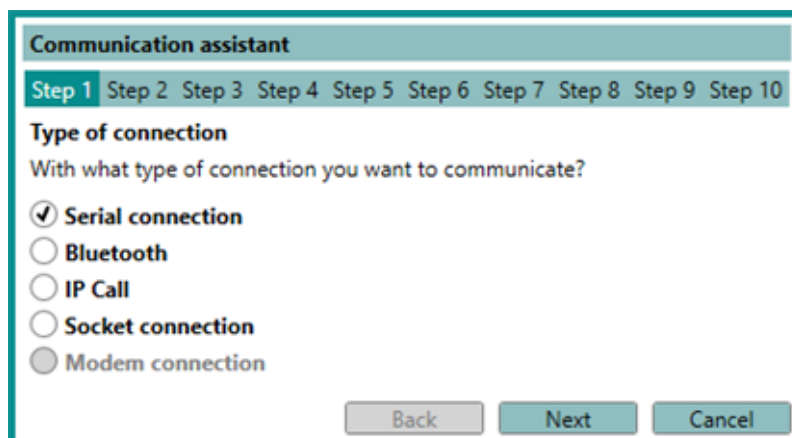 Communication assistant
Step 1 Step 2 Step 3 Step 4 Step 5 Step 6 Step 7 Step 8 Step 9 Step 10
Type of connection
With what type of connection you want to communicate?
Serial connection
Bluetooth
IP Call
Socket connection
Modem connection
Back Next Cancel